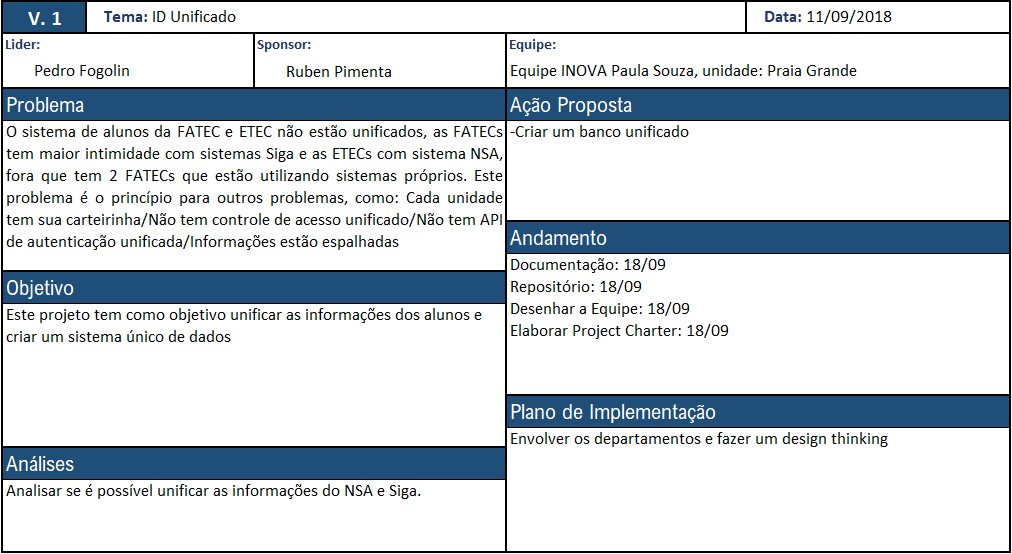 V. 1
Tema: ID Unificado
Data: 11/09/2018
Lider:
Pedro Fogolin
Sponsor:
Ruben Pimenta
Equipe:
Equipe INOVA Paula Souza, unidade: Praia Grande
Problema
O sistema de alunos da FATEC e ETEC não estão unificados, as FATECs
tem maior intimidade com sistemas Siga e as ETECs com sistema NSA,
fora que tem 2 FATECs que estão utilizando sistemas próprios. Este
problema é o princípio para outros problemas, como: Cada unidade
tem sua carteirinha/Não tem controle de acesso unificado/Não tem API
de autenticação unificada/Informações estão espalhadas
Objetivo
Este projeto tem como objetivo unificar as informações dos alunos e
criar um sistema único de dados
Análises
Analisar se é possível unificar as informações do NSA e Siga.
Ação Proposta
-Criar um banco unificado
Andamento
Documentação: 18/09
Repositório: 18/09
Desenhar a Equipe: 18/09
Elaborar Project Charter: 18/09
Plano de Implementação
Envolver os departamentos e fazer um design thinking